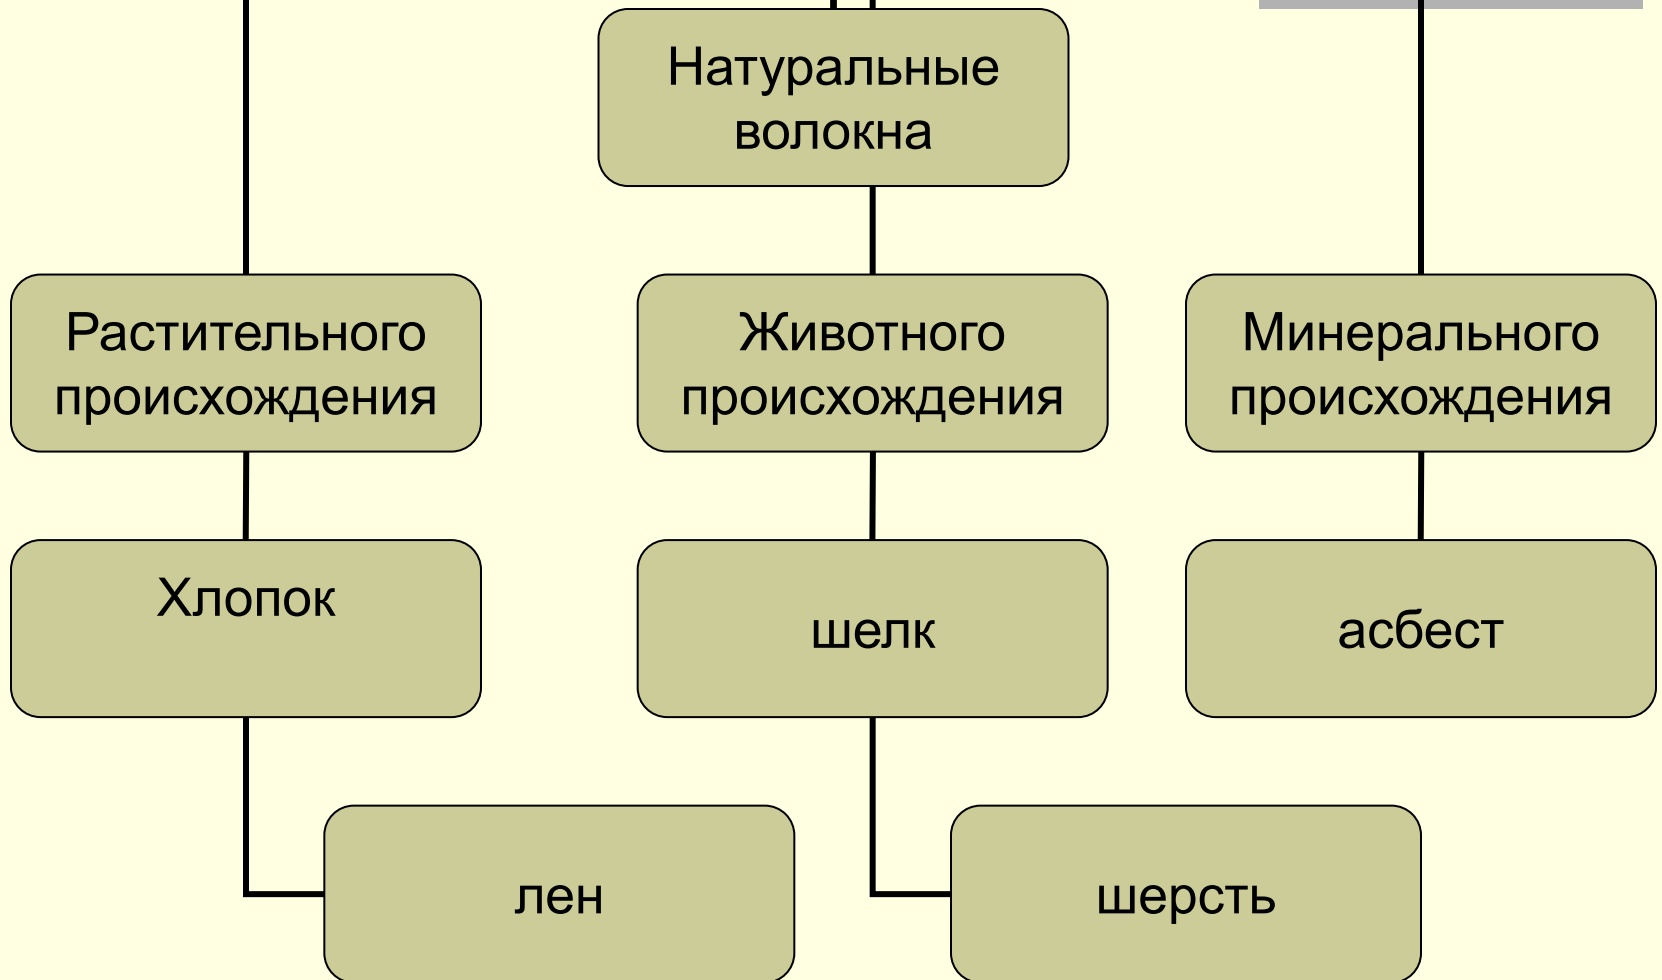 Натуральные
волокна
Растительного
происхождения
Животного
происхождения
Минерального
происхождения
Хлопок
шелк
асбест
лен
шерсть